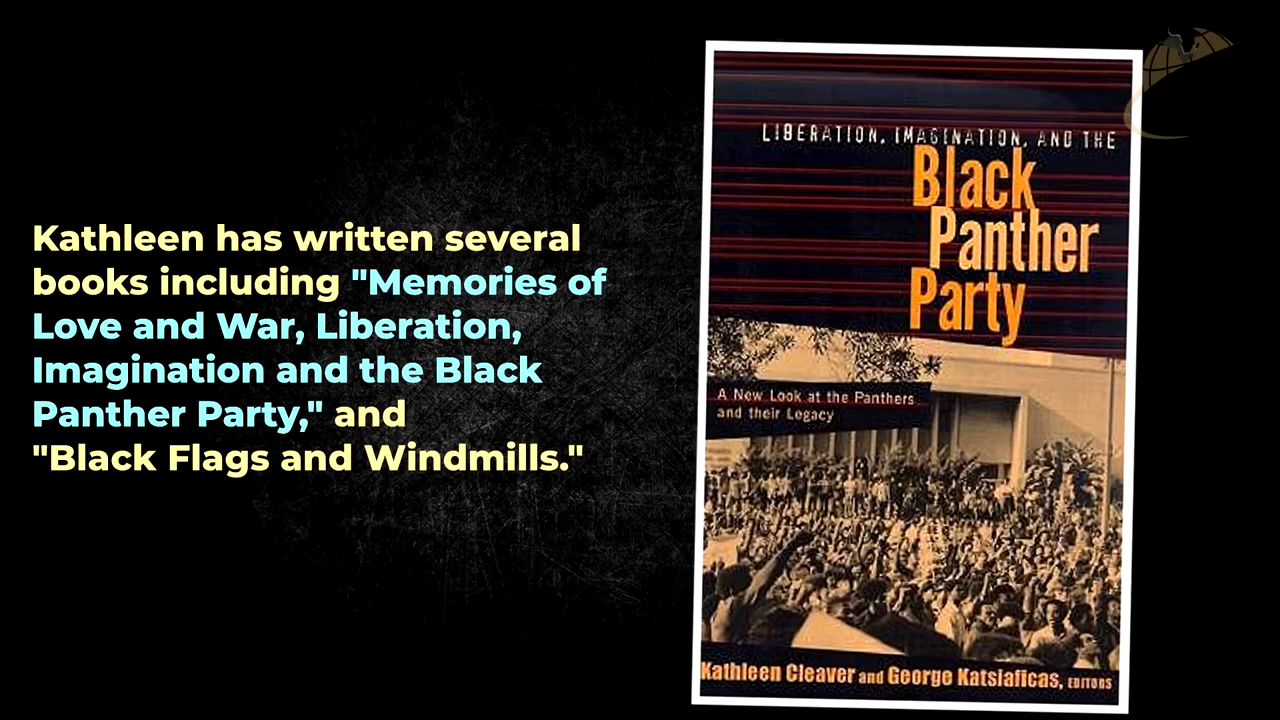 Kathleen has written several
books including "Memories of
Love and War, Liberation,
Imagination and the Black
Panther Party," and
"Black Flags and Windmills."
LIBERATION, IMAGINATION, AND THE
Black
Panther
Party
A New Look at the Panthers
and their Legacy
Kathleen Cleaver and George Katsiaficas, EDITORS